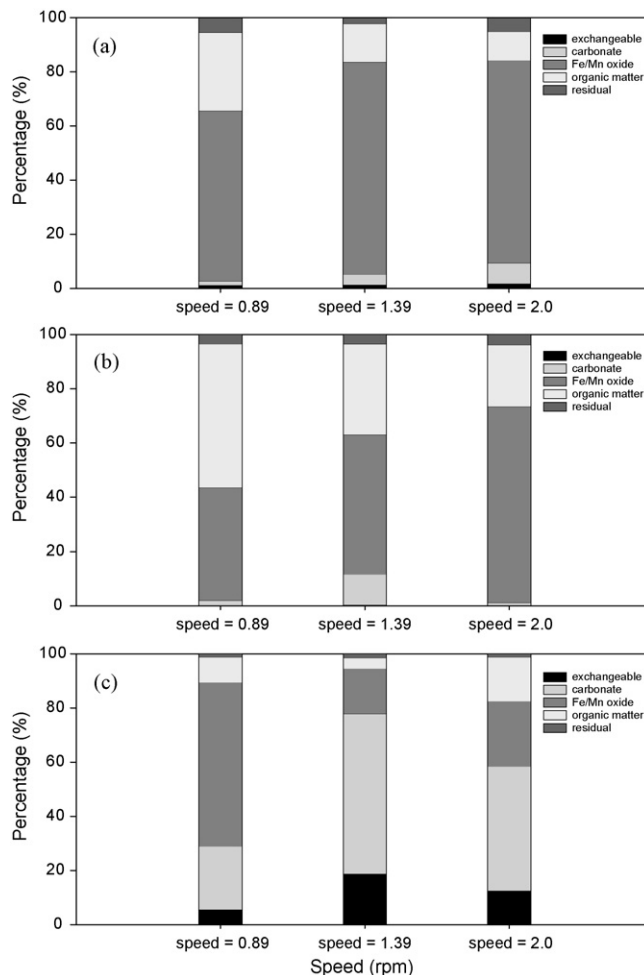 100
(a)
exchangeable
carbonate
Fe/Mn oxide
organic matter
residual
80
60
40
20
0
Percentage (%)
speed = 0.89
speed = 1.39
speed = 2.0
100
(b)
exchangeable
carbonate
Fe/Mn oxide
organic matter
residual
80
60
40
20
0
Percentage (%)
speed = 0.89
speed = 1.39
speed = 2.0
100
(c)
exchangeable
carbonate
Fe/Mn oxide
organic matter
residual
80
60
40
20
0
Percentage (%)
speed = 0.89
speed = 1.39
speed = 2.0
Speed (rpm)